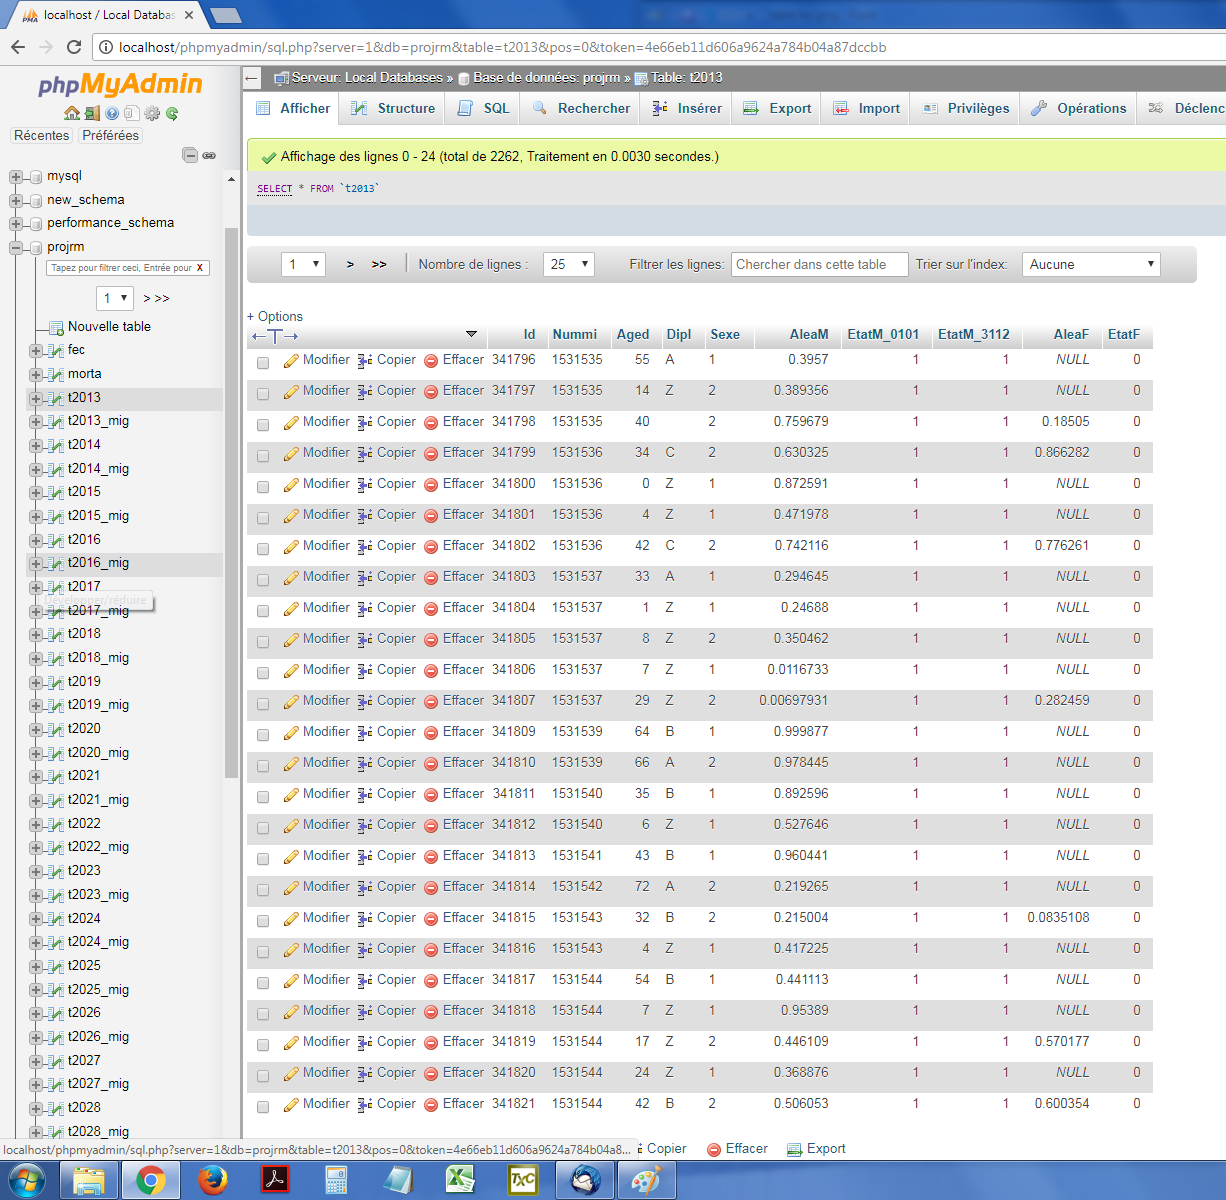 localhost / Local Databas
localhost/phpmyadmin/sql.php?server=1&db=projrm&table=t2013&pos=0&token=4e66eb11d606a9624a784b04a87dccbb
phpMyAdmin
Récentes Préférées
mysql
new_schema
performance_schema
projrm
Tapez pour filtrer ceci, Entrée pour X
1 > >>
Nouvelle table
fec
morta
t2013
t2013_mig
t2014
t2014_mig
t2015
t2015_mig
t2016
t2016_mig
t2017
Développer/réduire
t2017_mig
t2018
t2018_mig
t2019
t2019_mig
t2020
t2020_mig
t2021
t2021_mig
t2022
t2022_mig
t2023
t2023_mig
t2024
t2024_mig
t2025
t2025_mig
t2026
t2026_mig
t2027
t2027_mig
t2028
t2028_mig
Serveur: Local Databases » Base de données: projrm » Table: t2013
Afficher Structure SQL Rechercher Insérer Export Import Privilèges Opérations Déclenc
Affichage des lignes 0 - 24 (total de 2262, Traitement en 0.0030 secondes.)
SELECT * FROM `t2013`
1 > >> Nombre de lignes : 25 Filtrer les lignes: Chercher dans cette table Trier sur l'index: Aucune
+ Options
←T→ Id Nummi Aged Dipl Sexe AleaM EtatM_0101 EtatM_3112 AleaF EtatF
Modifier Copier Effacer 341796 1531535 55 A 1 0.3957 1 1 NULL 0
Modifier Copier Effacer 341797 1531535 14 Z 2 0.389356 1 1 NULL 0
Modifier Copier Effacer 341798 1531535 40 2 0.759679 1 1 0.18505 0
Modifier Copier Effacer 341799 1531536 34 C 2 0.630325 1 1 0.866282 0
Modifier Copier Effacer 341800 1531536 0 Z 1 0.872591 1 1 NULL 0
Modifier Copier Effacer 341801 1531536 4 Z 1 0.471978 1 1 NULL 0
Modifier Copier Effacer 341802 1531536 42 C 2 0.742116 1 1 0.776261 0
Modifier Copier Effacer 341803 1531537 33 A 1 0.294645 1 1 NULL 0
Modifier Copier Effacer 341804 1531537 1 Z 1 0.24688 1 1 NULL 0
Modifier Copier Effacer 341805 1531537 8 Z 2 0.350462 1 1 NULL 0
Modifier Copier Effacer 341806 1531537 7 Z 1 0.0116733 1 1 NULL 0
Modifier Copier Effacer 341807 1531537 29 Z 2 0.00697931 1 1 0.282459 0
Modifier Copier Effacer 341809 1531539 64 B 1 0.999877 1 1 NULL 0
Modifier Copier Effacer 341810 1531539 66 A 2 0.978445 1 1 NULL 0
Modifier Copier Effacer 341811 1531540 35 B 1 0.892596 1 1 NULL 0
Modifier Copier Effacer 341812 1531540 6 Z 1 0.527646 1 1 NULL 0
Modifier Copier Effacer 341813 1531541 43 B 1 0.960441 1 1 NULL 0
Modifier Copier Effacer 341814 1531542 72 A 2 0.219265 1 1 NULL 0
Modifier Copier Effacer 341815 1531543 32 B 2 0.215004 1 1 0.0835108 0
Modifier Copier Effacer 341816 1531543 4 Z 1 0.417225 1 1 NULL 0
Modifier Copier Effacer 341817 1531544 54 B 1 0.441113 1 1 NULL 0
Modifier Copier Effacer 341818 1531544 7 Z 1 0.95389 1 1 NULL 0
Modifier Copier Effacer 341819 1531544 17 Z 2 0.446109 1 1 0.570177 0
Modifier Copier Effacer 341820 1531544 24 Z 1 0.368876 1 1 NULL 0
Modifier Copier Effacer 341821 1531544 42 B 2 0.506053 1 1 0.600354 0
localhost/phpmyadmin/sql.php?server=1&db=projrm&table=t2013&pos=0&token=4e66eb11d606a9624a784b04a8... Copier Effacer Export
TXC